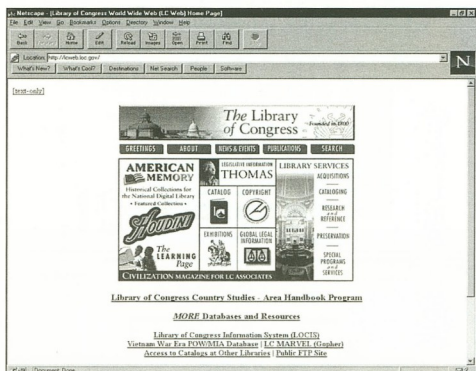 Netscape - [Library of Congress World Wide Web (LC Web) Home Page]
File Edit View Go Bookmarks Options Directory Window Help
Back Home Edit Reload Images Open Print Find
Location: http://lcweb.loc.gov/
What's New? What's Cool? Destinations Net Search People Software
N
[text-only]
The Library of Congress
Founded in 1800
GREETINGS ABOUT NEWS & EVENTS PUBLICATIONS SEARCH
AMERICAN MEMORY
Historical Collections for the National Digital Library
• Featured Collection •
HOUDINI
The LEARNING Page
LEGISLATIVE INFORMATION
THOMAS
CATALOG COPYRIGHT
EXHIBITIONS GLOBAL LEGAL INFORMATION
LIBRARY SERVICES
ACQUISITIONS
CATALOGING
RESEARCH and REFERENCE
PRESERVATION
SPECIAL PROGRAMS and SERVICES
CIVILIZATION MAGAZINE FOR LC ASSOCIATES
Library of Congress Country Studies - Area Handbook Program
MORE Databases and Resources
Library of Congress Information System (LOCIS)
Vietnam War Era POW/MIA Database | LC MARVEL (Gopher)
Access to Catalogs at Other Libraries | Public FTP Site
Document: Done